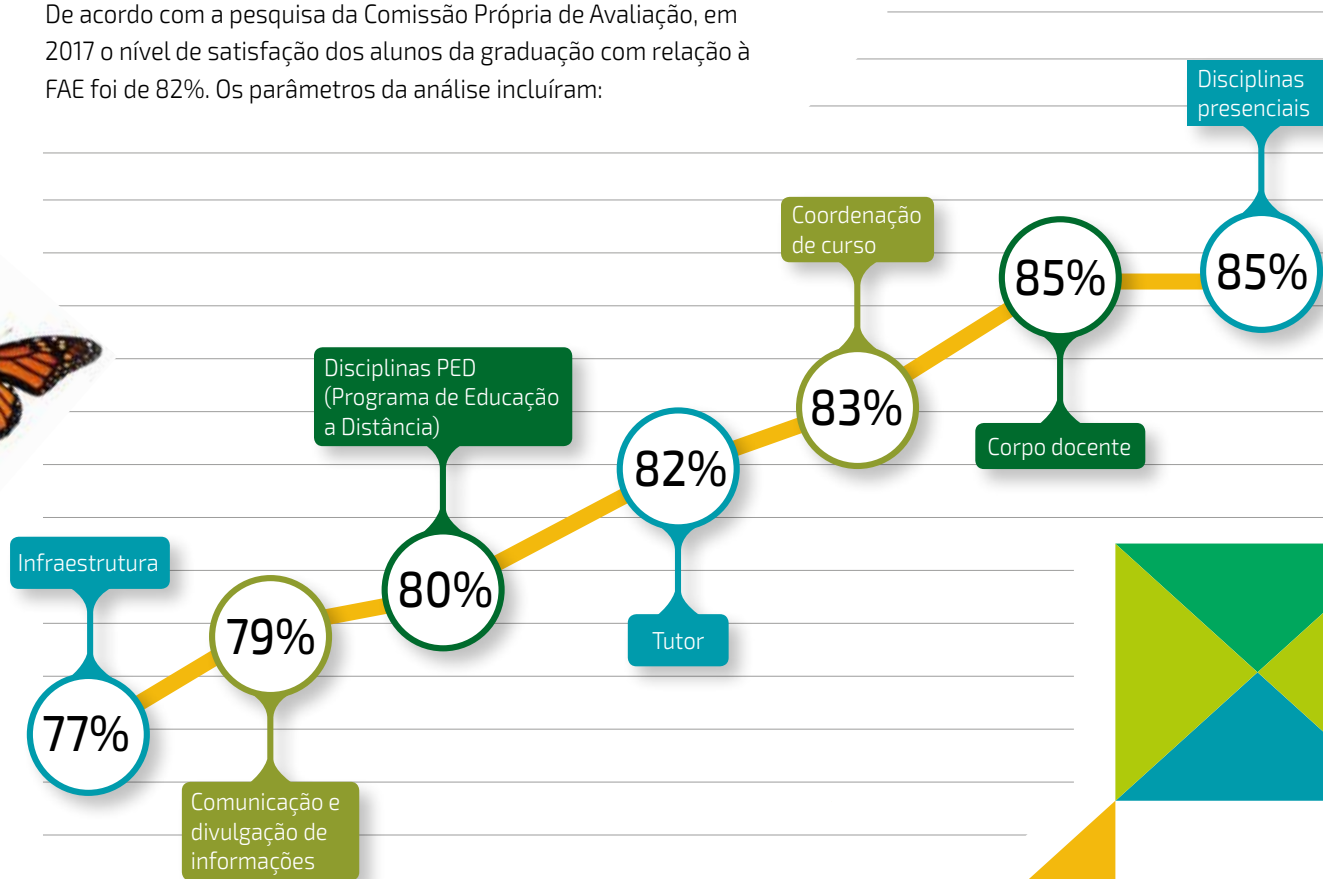 De acordo com a pesquisa da Comissão Própria de Avaliação, em
2017 o nível de satisfação dos alunos da graduação com relação à
FAE foi de 82%. Os parâmetros da análise incluíram:
Infraestrutura
77%
79%
Comunicação e
divulgação de
informações
Disciplinas PED
(Programa de Educação
a Distância)
80%
82%
Tutor
Coordenação
de curso
83%
85%
Corpo docente
Disciplinas
presenciais
85%